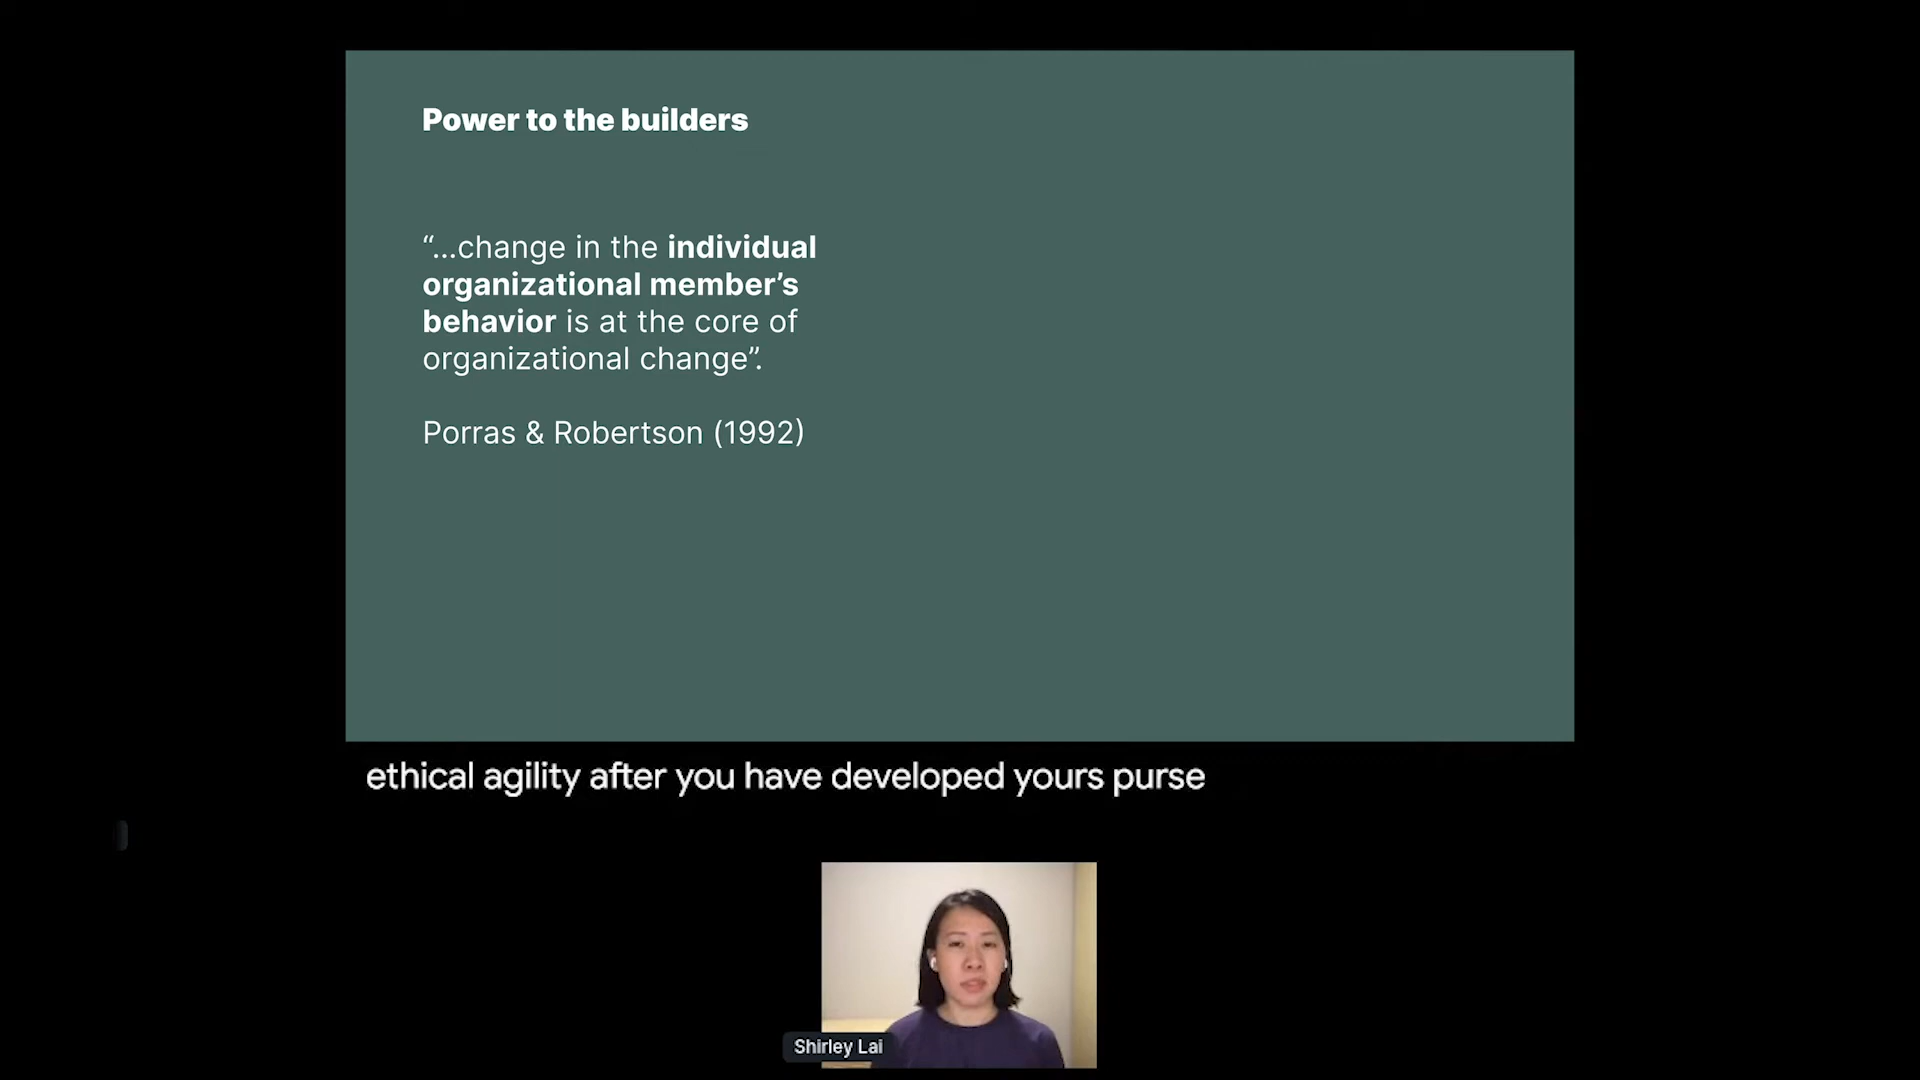 Power to the builders
“...change in the individual
organizational member’s
behavior is at the core of
organizational change”.
Porras & Robertson (1992)
ethical agility after you have developed yours purse
Shirley Lai